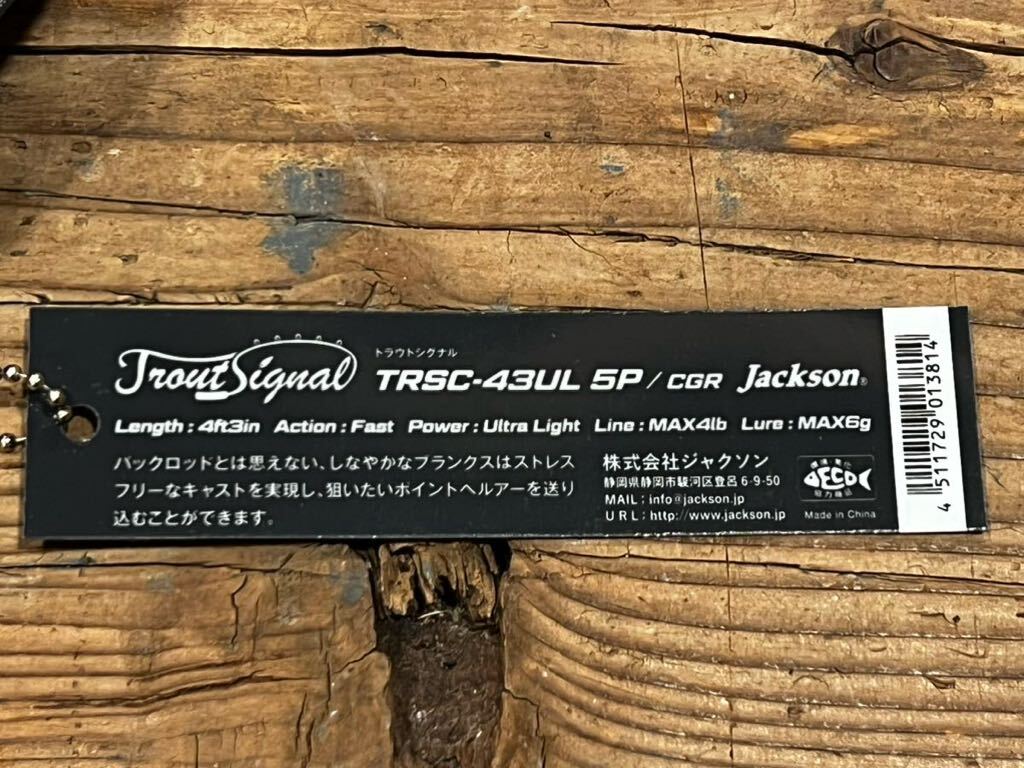 トラウトシグナル
Trout Signal TRSC-43UL 5P / CGR Jackson®
Length : 4ft3in Action : Fast Power : Ultra Light Line : MAX4lb Lure : MAX6g
パックロッドとは思えない、しなやかなブランクスはストレス
フリーなキャストを実現し、狙いたいポイントへルアーを送り
込むことができます。
株式会社ジャクソン
静岡県静岡市駿河区登呂 6-9-50
MAIL : info@jackson.jp
URL : http://www.jackson.jp
ECO
Made in China
4 511729 013814